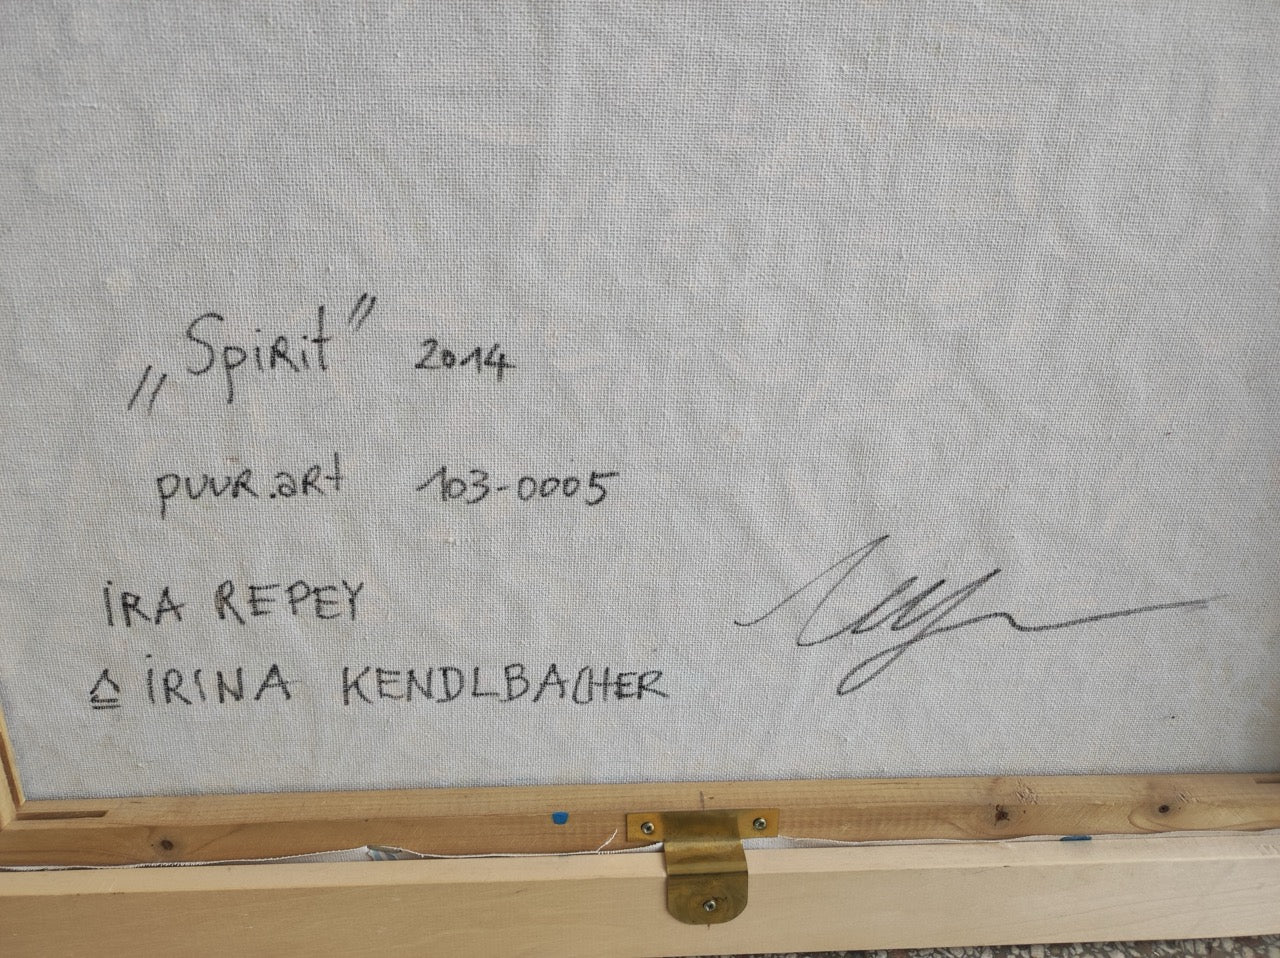 „Spirit” 2014
puur.art 103-0005
IRA REPEY
≙ IRINA KENDLBACHER